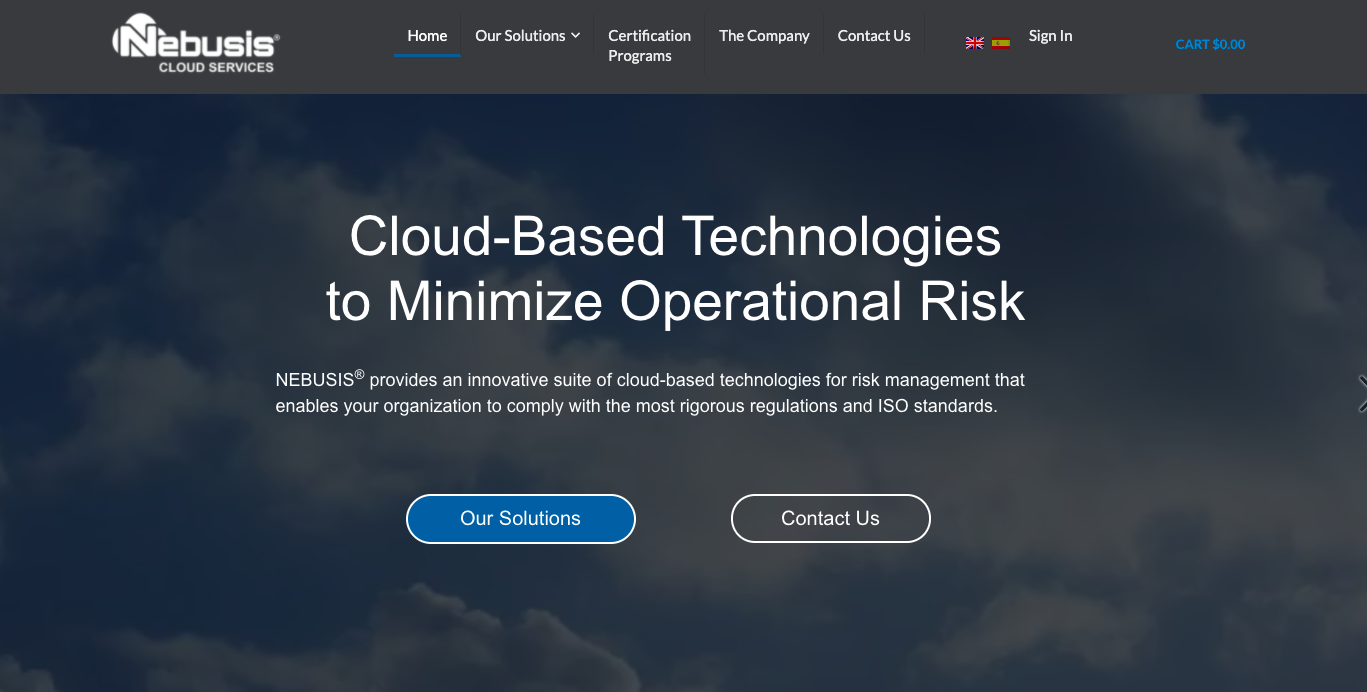 Nebusis®
CLOUD SERVICES
Home
Our Solutions
Certification
Programs
The Company
Contact Us
Sign In
CART $0.00
Cloud-Based Technologies
to Minimize Operational Risk
NEBUSIS® provides an innovative suite of cloud-based technologies for risk management that
enables your organization to comply with the most rigorous regulations and ISO standards.
Our Solutions
Contact Us